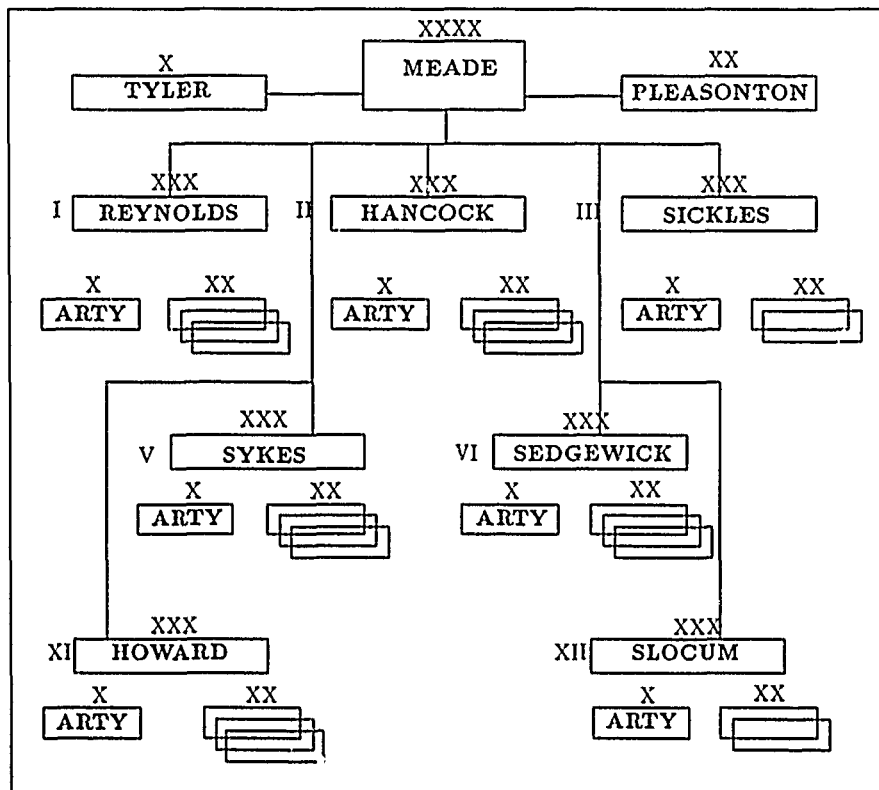 XXXX
MEADE
X
TYLER
XX
PLEASONTON
XXX
I REYNOLDS
XXX
II HANCOCK
XXX
III SICKLES
X
ARTY
XX
X
ARTY
XX
X
ARTY
XX
XXX
V SYKES
XXX
VI SEDGEWICK
X
ARTY
XX
X
ARTY
XX
XXX
XI HOWARD
XXX
XII SLOCUM
X
ARTY
XX
X
ARTY
XX